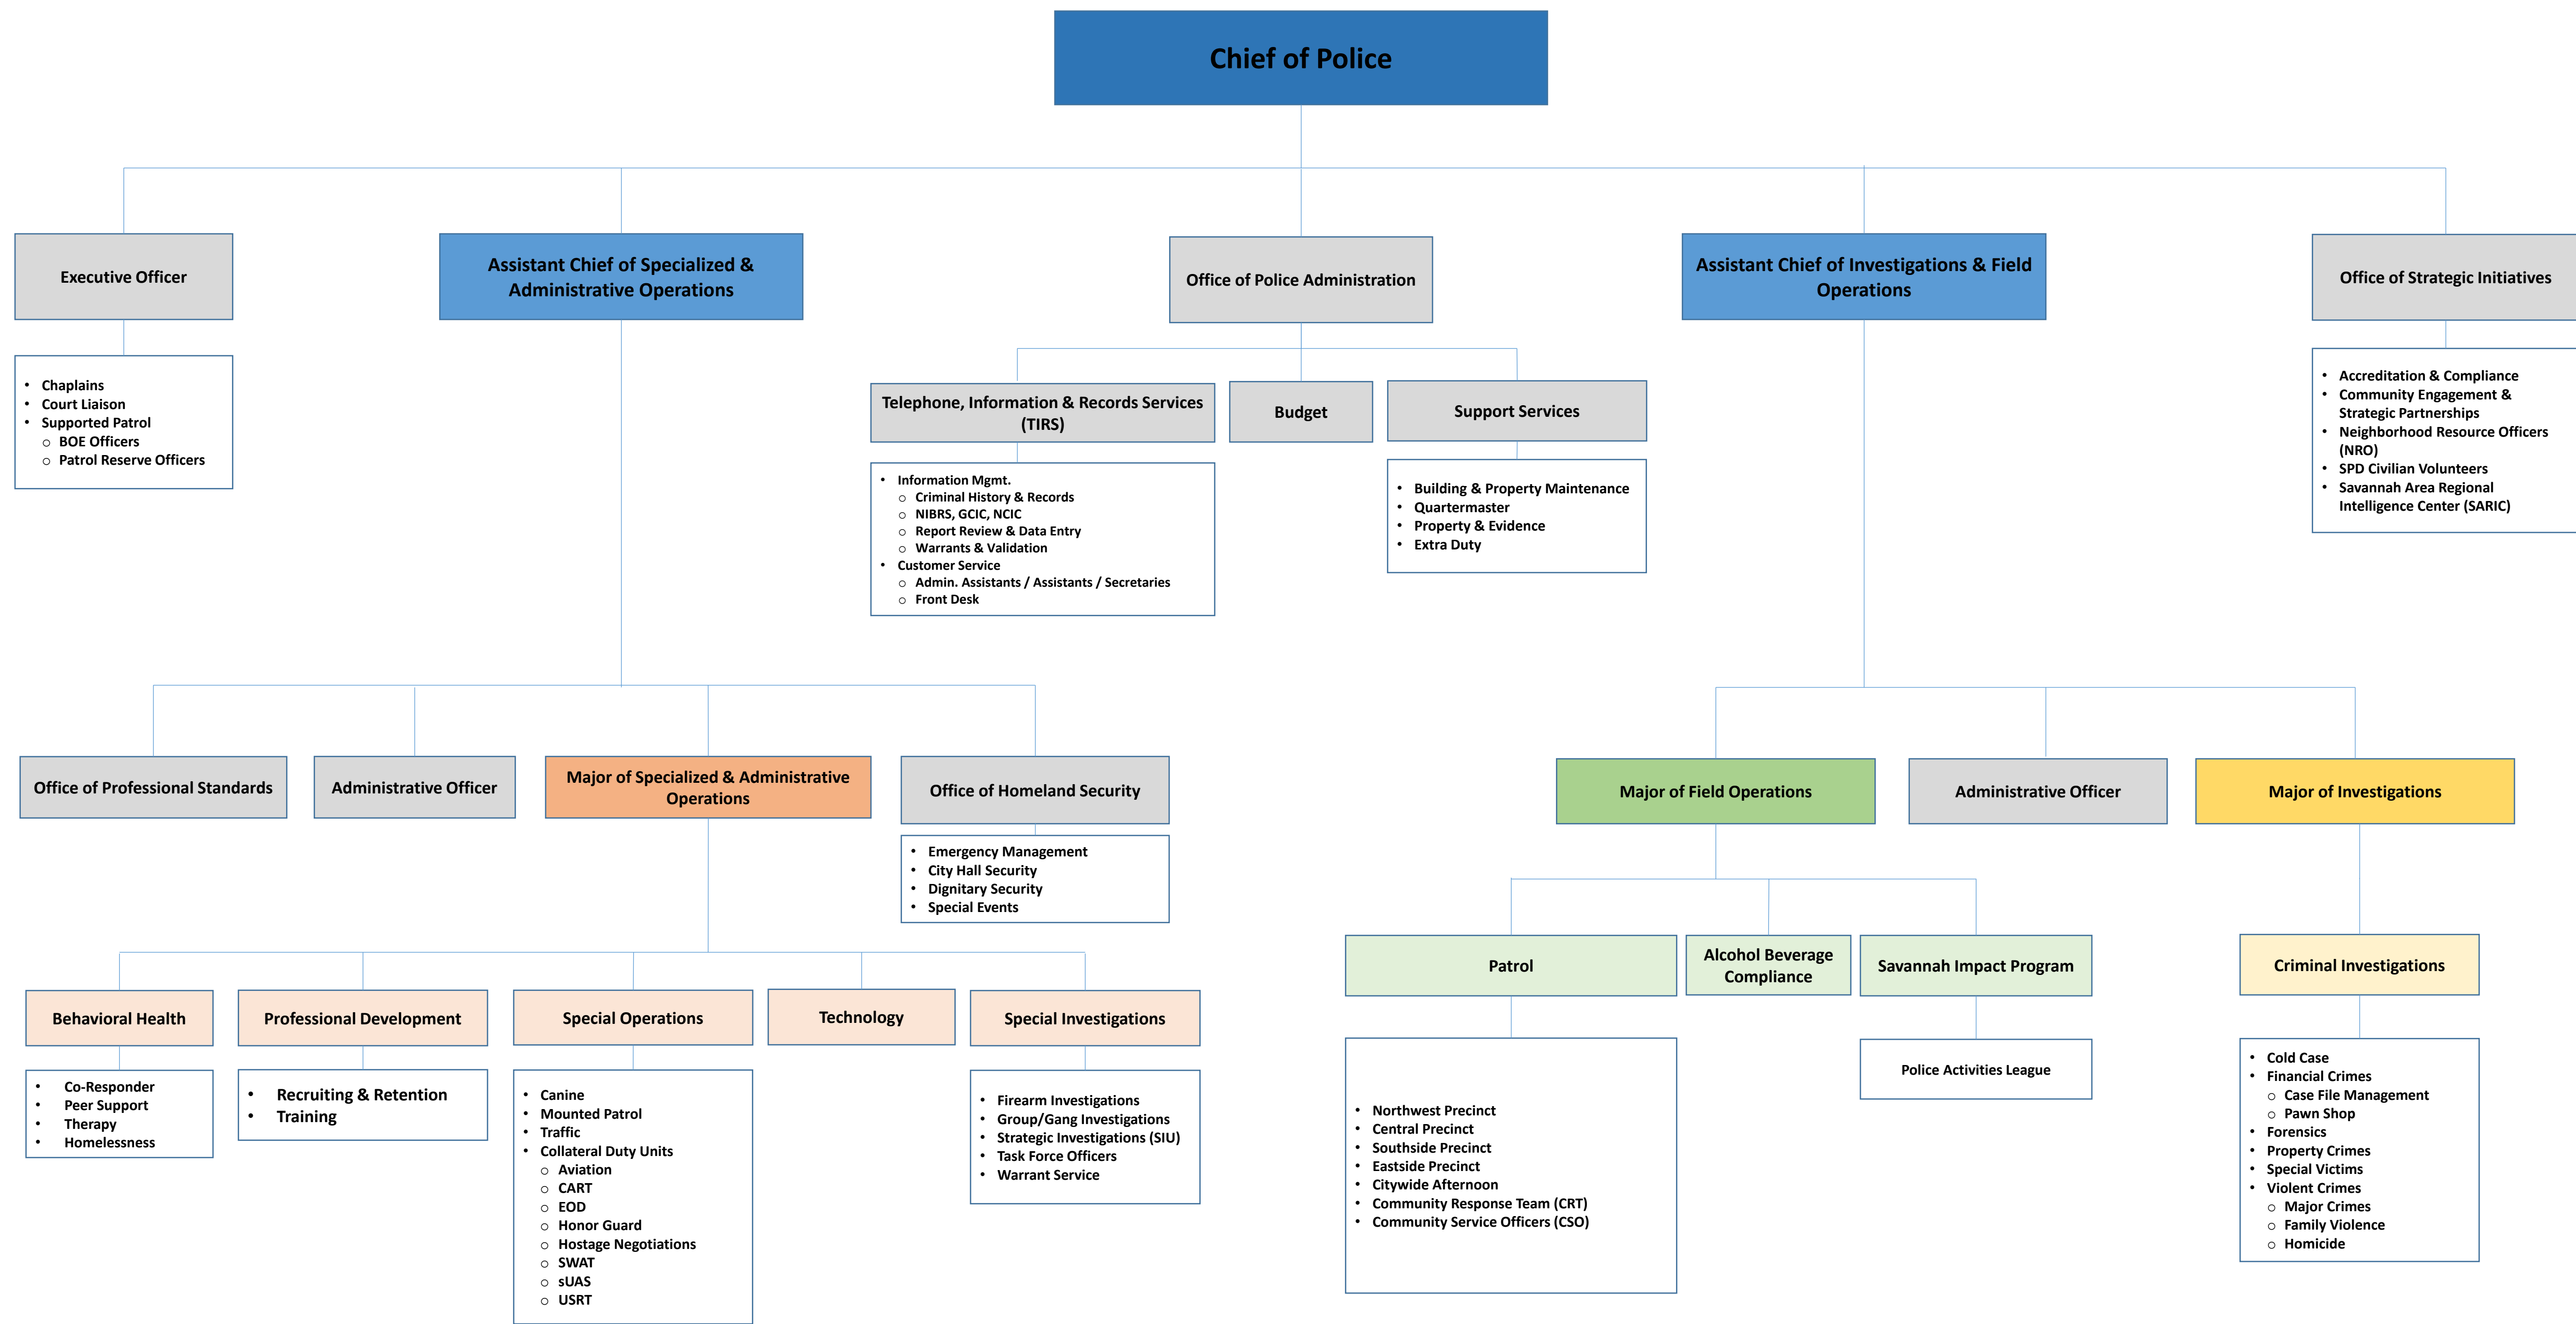 Chief of Police
Executive Officer
Assistant Chief of Specialized &
Administrative Operations
Office of Police Administration
Assistant Chief of Investigations & Field
Operations
Office of Strategic Initiatives
• Chaplains
• Court Liaison
• Supported Patrol
o BOE Officers
o Patrol Reserve Officers
Telephone, Information & Records Services
(TIRS)
Budget
Support Services
• Information Mgmt.
o Criminal History & Records
o NIBRS, GCIC, NCIC
o Report Review & Data Entry
o Warrants & Validation
• Customer Service
o Admin. Assistants / Assistants / Secretaries
o Front Desk
• Building & Property Maintenance
• Quartermaster
• Property & Evidence
• Extra Duty
• Accreditation & Compliance
• Community Engagement &
Strategic Partnerships
• Neighborhood Resource Officers
(NRO)
• SPD Civilian Volunteers
• Savannah Area Regional
Intelligence Center (SARIC)
Office of Professional Standards
Administrative Officer
Major of Specialized & Administrative
Operations
Office of Homeland Security
• Emergency Management
• City Hall Security
• Dignitary Security
• Special Events
Major of Field Operations
Administrative Officer
Major of Investigations
Behavioral Health
Professional Development
Special Operations
Technology
Special Investigations
• Co-Responder
• Peer Support
• Therapy
• Homelessness
• Recruiting & Retention
• Training
• Canine
• Mounted Patrol
• Traffic
• Collateral Duty Units
o Aviation
o CART
o EOD
o Honor Guard
o Hostage Negotiations
o SWAT
o sUAS
o USRT
• Firearm Investigations
• Group/Gang Investigations
• Strategic Investigations (SIU)
• Task Force Officers
• Warrant Service
Patrol
Alcohol Beverage
Compliance
Savannah Impact Program
Criminal Investigations
• Northwest Precinct
• Central Precinct
• Southside Precinct
• Eastside Precinct
• Citywide Afternoon
• Community Response Team (CRT)
• Community Service Officers (CSO)
Police Activities League
• Cold Case
• Financial Crimes
o Case File Management
o Pawn Shop
• Forensics
• Property Crimes
• Special Victims
• Violent Crimes
o Major Crimes
o Family Violence
o Homicide